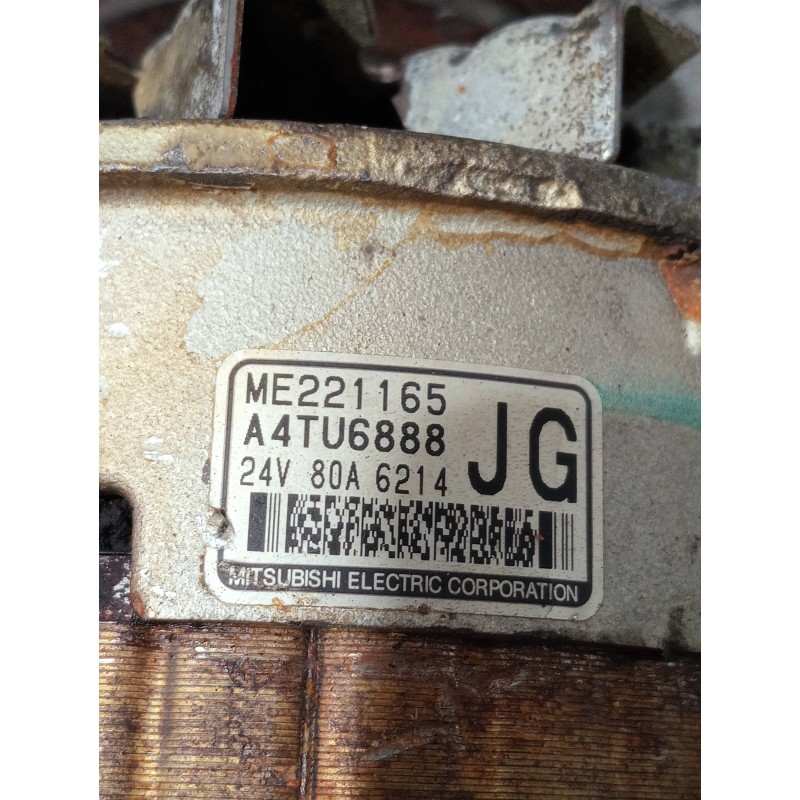 ME221165
A4TU6888
JG
24V 80A 6214
MITSUBISHI ELECTRIC CORPORATION